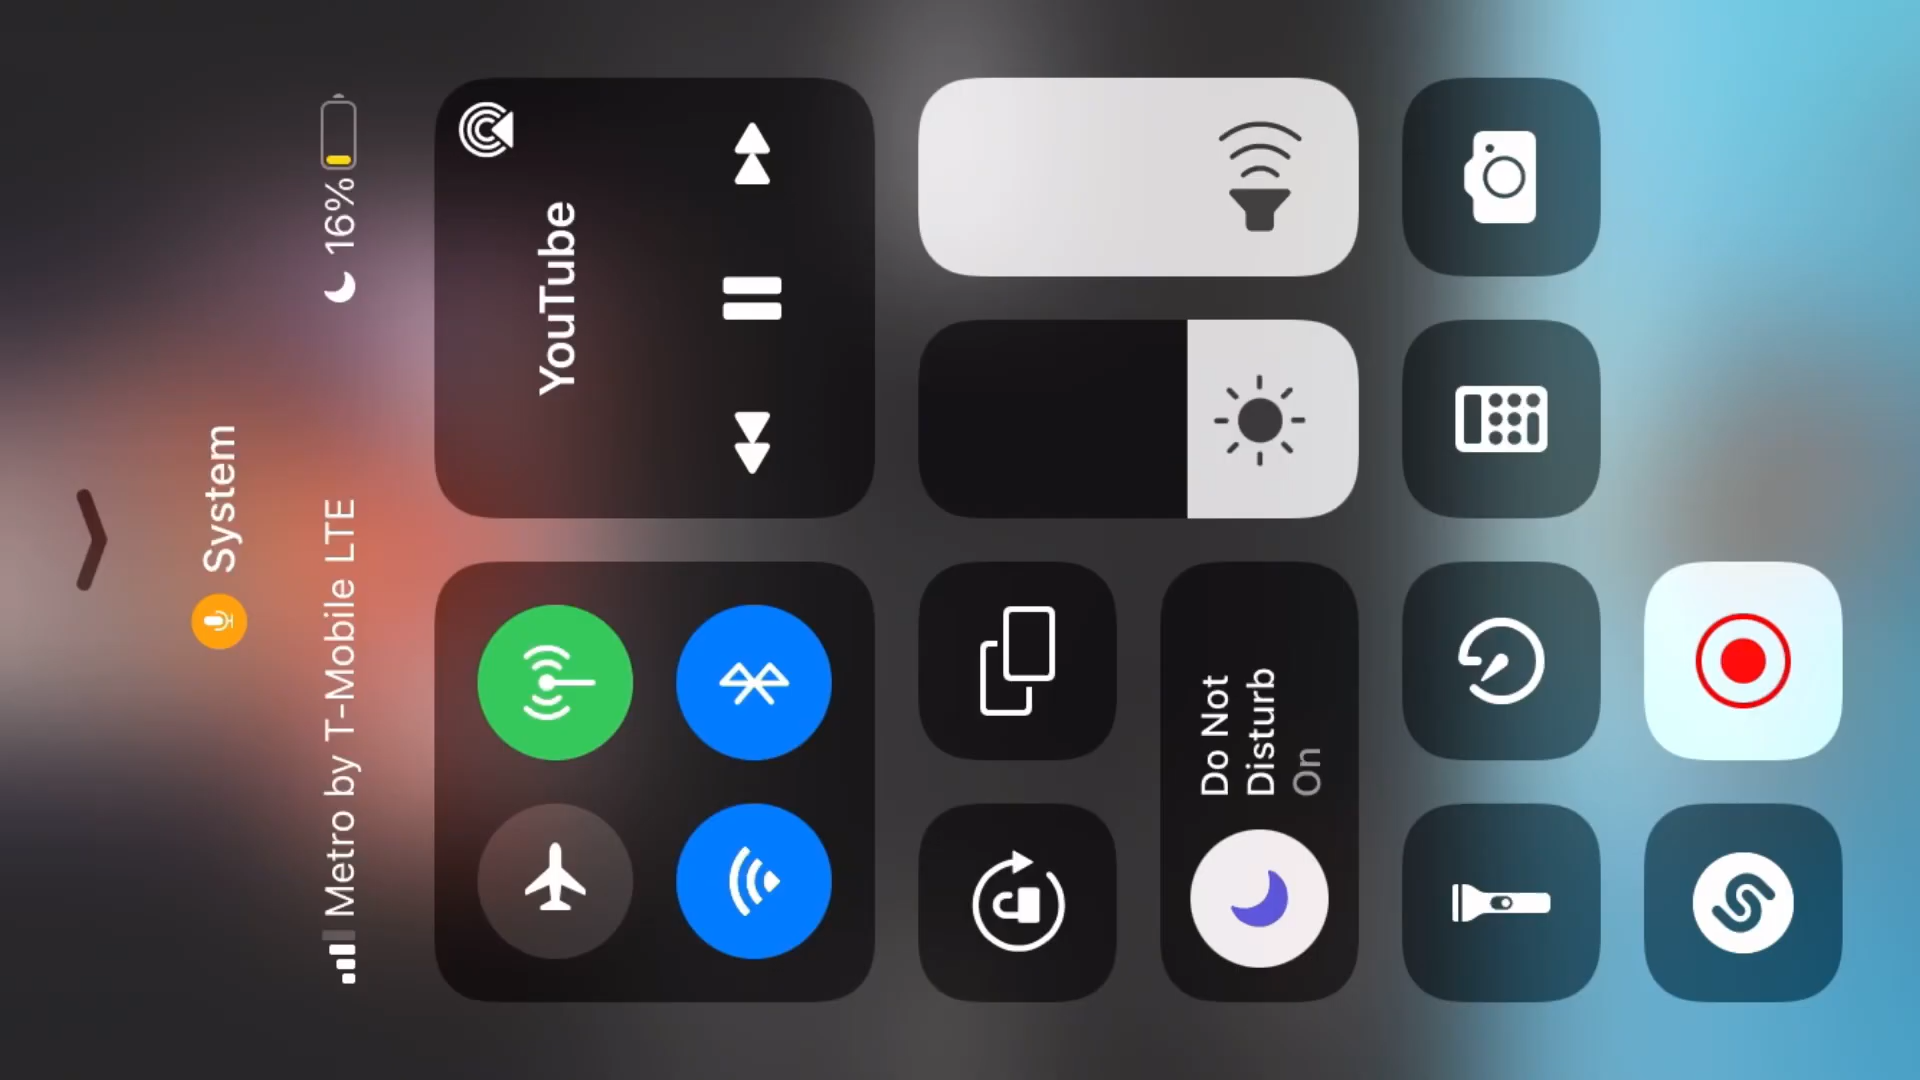 System
Metro by T-Mobile LTE
16%
YouTube
Do Not
Disturb
On